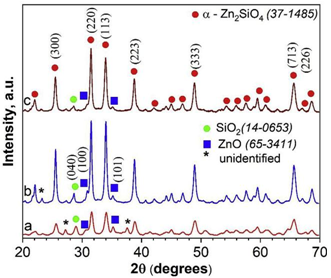 α - Zn2SiO4 (37-1485)
(220)
(300)
(113)
(223)
(333)
(713)
(226)
c
SiO2(14-0653)
ZnO (65-3411)
* unidentified
(040)
(100)
(101)
b
a
Intensity, a.u.
20 30 40 50 60 70
2θ (degrees)